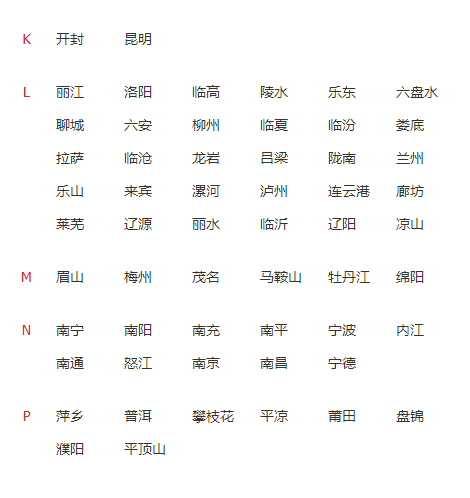 K 开封 昆明
L 丽江 洛阳 临高 陵水 乐东 六盘水
聊城 六安 柳州 临夏 临汾 娄底
拉萨 临沧 龙岩 吕梁 陇南 兰州
乐山 来宾 漯河 泸州 连云港 廊坊
莱芜 辽源 丽水 临沂 辽阳 凉山
M 眉山 梅州 茂名 马鞍山 牡丹江 绵阳
N 南宁 南阳 南充 南平 宁波 内江
南通 怒江 南京 南昌 宁德
P 萍乡 普洱 攀枝花 平凉 莆田 盘锦
濮阳 平顶山